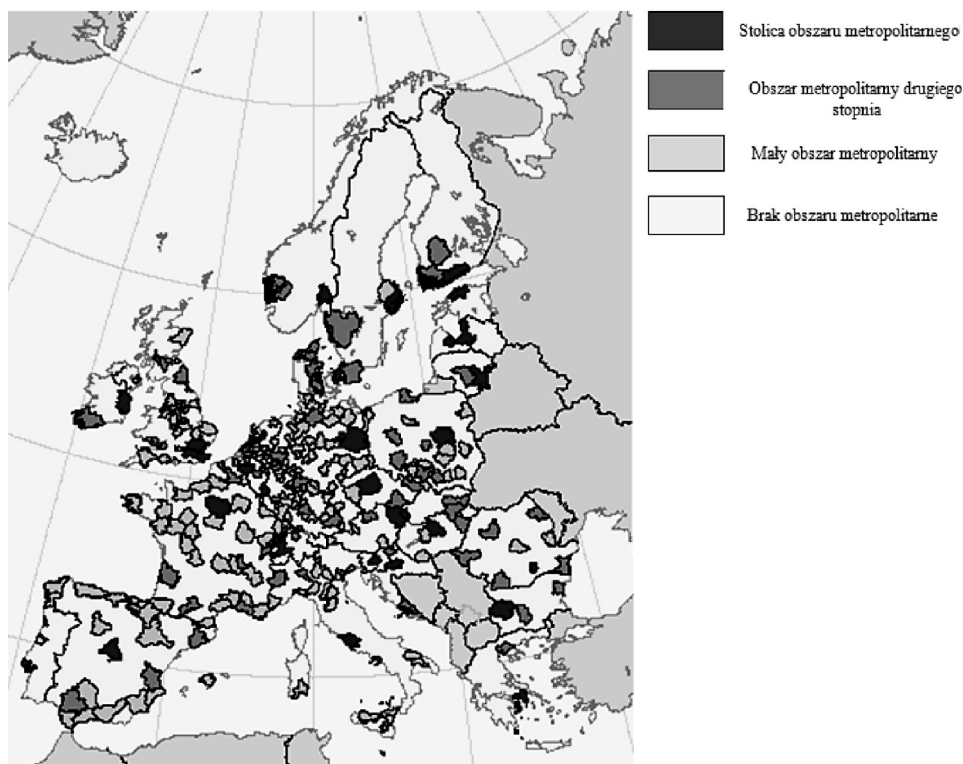 Stolica obszaru metropolitarnego
Obszar metropolitarny drugiego
stopnia
Mały obszar metropolitarny
Brak obszaru metropolitarne